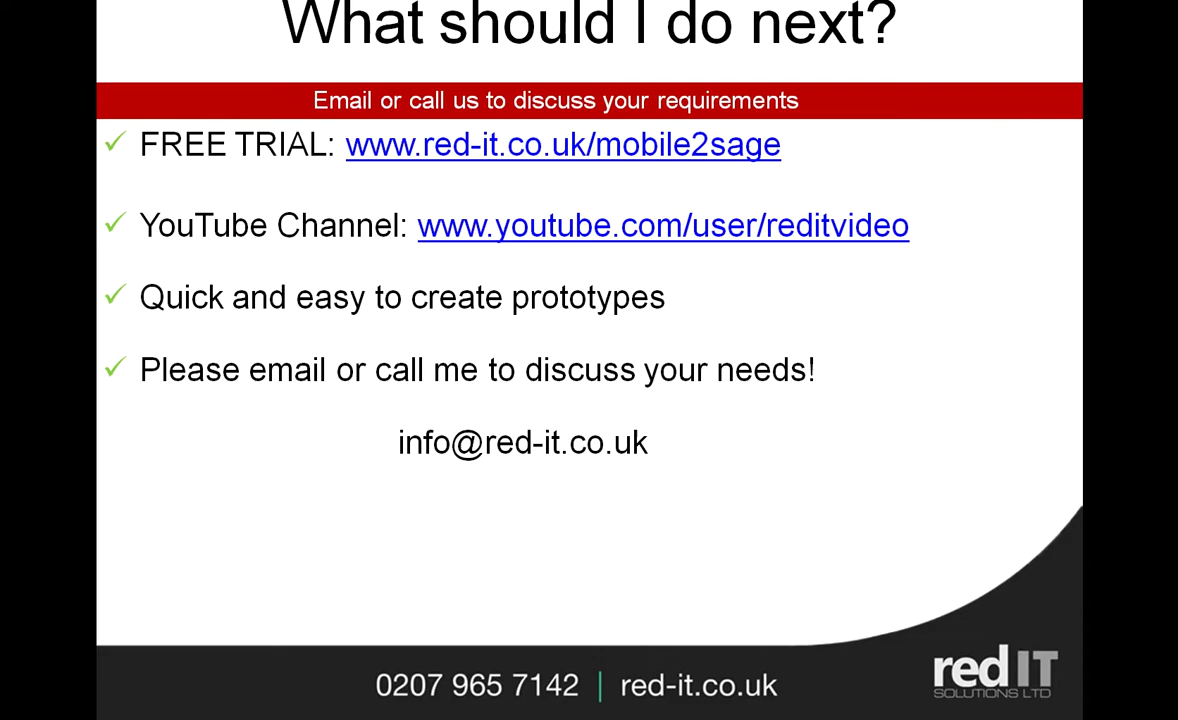 What should I do next?
Email or call us to discuss your requirements
FREE TRIAL: www.red-it.co.uk/mobile2sage
YouTube Channel: www.youtube.com/user/reditvideo
Quick and easy to create prototypes
Please email or call me to discuss your needs!
info@red-it.co.uk
0207 965 7142 | red-it.co.uk
red IT
SOLUTIONS LTD